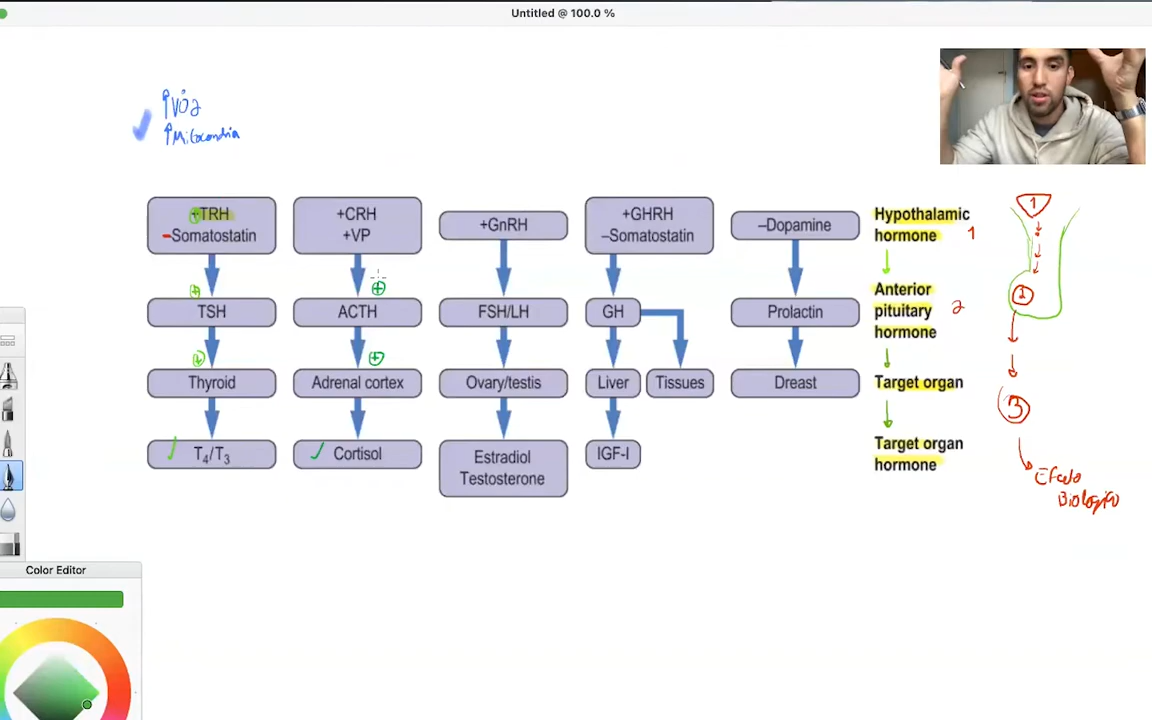 Untitled @ 100.0 %
↑VO2
↑Mitocondria
+TRH
–Somatostatin
+CRH
+VP
+GnRH
+GHRH
–Somatostatin
–Dopamine
Hypothalamic
hormone 1
1
TSH
ACTH
FSH/LH
GH
Prolactin
Anterior
pituitary 2
hormone
2
Thyroid
Adrenal cortex
Ovary/testis
Liver
Tissues
Dreast
Target organ
3
T4/T3
Cortisol
Estradiol
Testosterone
IGF-I
Target organ
hormone
Efecto
Biologico
Color Editor